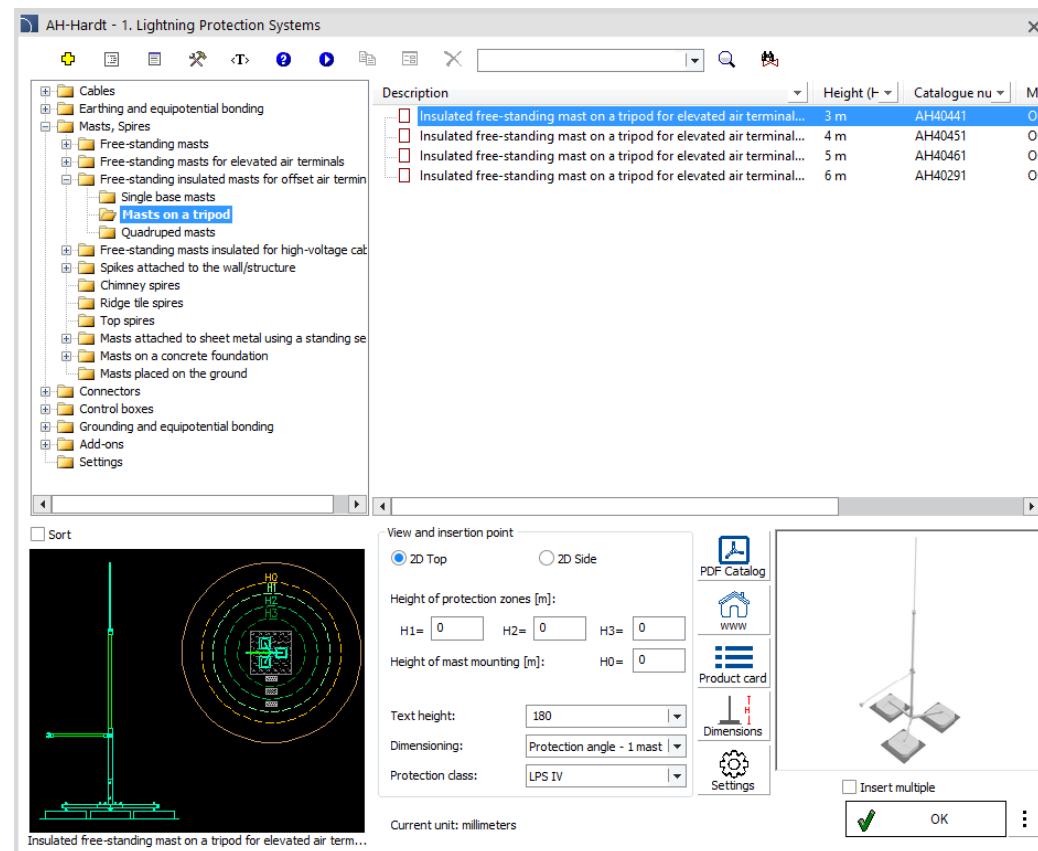 AH-Hardt - 1. Lightning Protection Systems
<T>
Cables
Earthing and equipotential bonding
Masts, Spires
Free-standing masts
Free-standing masts for elevated air terminals
Free-standing insulated masts for offset air termin
Single base masts
Masts on a tripod
Quadruped masts
Free-standing masts insulated for high-voltage cat
Spikes attached to the wall/structure
Chimney spires
Ridge tile spires
Top spires
Masts attached to sheet metal using a standing se
Masts on a concrete foundation
Masts placed on the ground
Connectors
Control boxes
Grounding and equipotential bonding
Add-ons
Settings
Description Height (H Catalogue nu M
Insulated free-standing mast on a tripod for elevated air terminal... 3 m AH40441 O
Insulated free-standing mast on a tripod for elevated air terminal... 4 m AH40451 O
Insulated free-standing mast on a tripod for elevated air terminal... 5 m AH40461 O
Insulated free-standing mast on a tripod for elevated air terminal... 6 m AH40291 O
Sort
H0
H1
H2
H3
Insulated free-standing mast on a tripod for elevated air term...
View and insertion point
2D Top 2D Side
Height of protection zones [m]:
H1= 0 H2= 0 H3= 0
Height of mast mounting [m]: H0= 0
Text height: 180
Dimensioning: Protection angle - 1 mast
Protection class: LPS IV
Current unit: millimeters
PDF Catalog
www
Product card
H
Dimensions
Settings
Insert multiple
OK